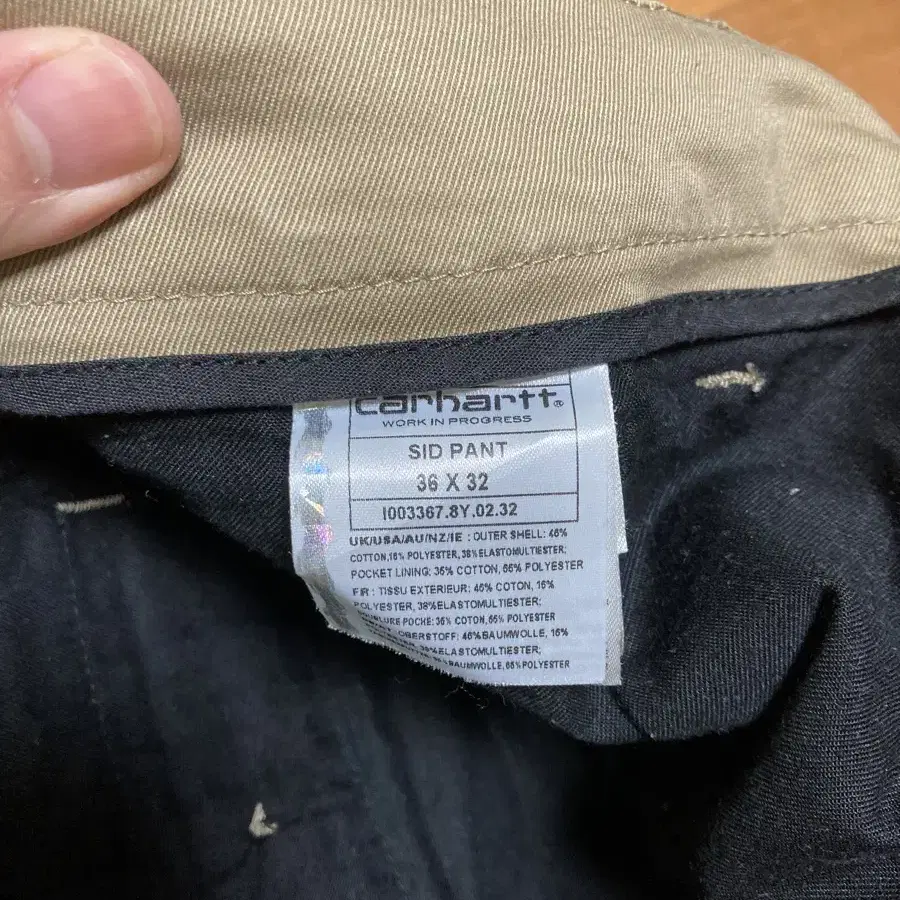 carhartt®
WORK IN PROGRESS
SID PANT
36 X 32
I003367.8Y.02.32
UK/USA/AU/NZ/IE : OUTER SHELL: 46%
COTTON,16% POLYESTER,38%ELASTOMULTIESTER;
POCKET LINING: 35% COTTON, 65% POLYESTER
F/R : TISSU EXTERIEUR: 46% COTON, 16%
POLYESTER, 38%ELASTOMULTIESTER;
POCHE: 35% COTON,65% POLYESTER
OBERSTOFF: 46%BAUMWOLLE, 16%
38%ELASTOMULTIESTER;
BAUMWOLLE, 65%POLYESTER